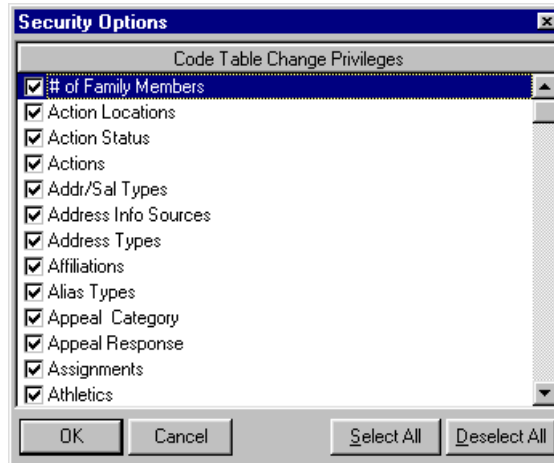 Security Options
Code Table Change Privileges
# of Family Members
Action Locations
Action Status
Actions
Addr/Sal Types
Address Info Sources
Address Types
Affiliations
Alias Types
Appeal Category
Appeal Response
Assignments
Athletics
OK Cancel Select All Deselect All